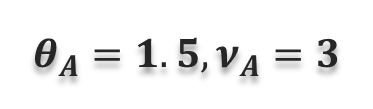 θ_A = 1.5, ν_A = 3